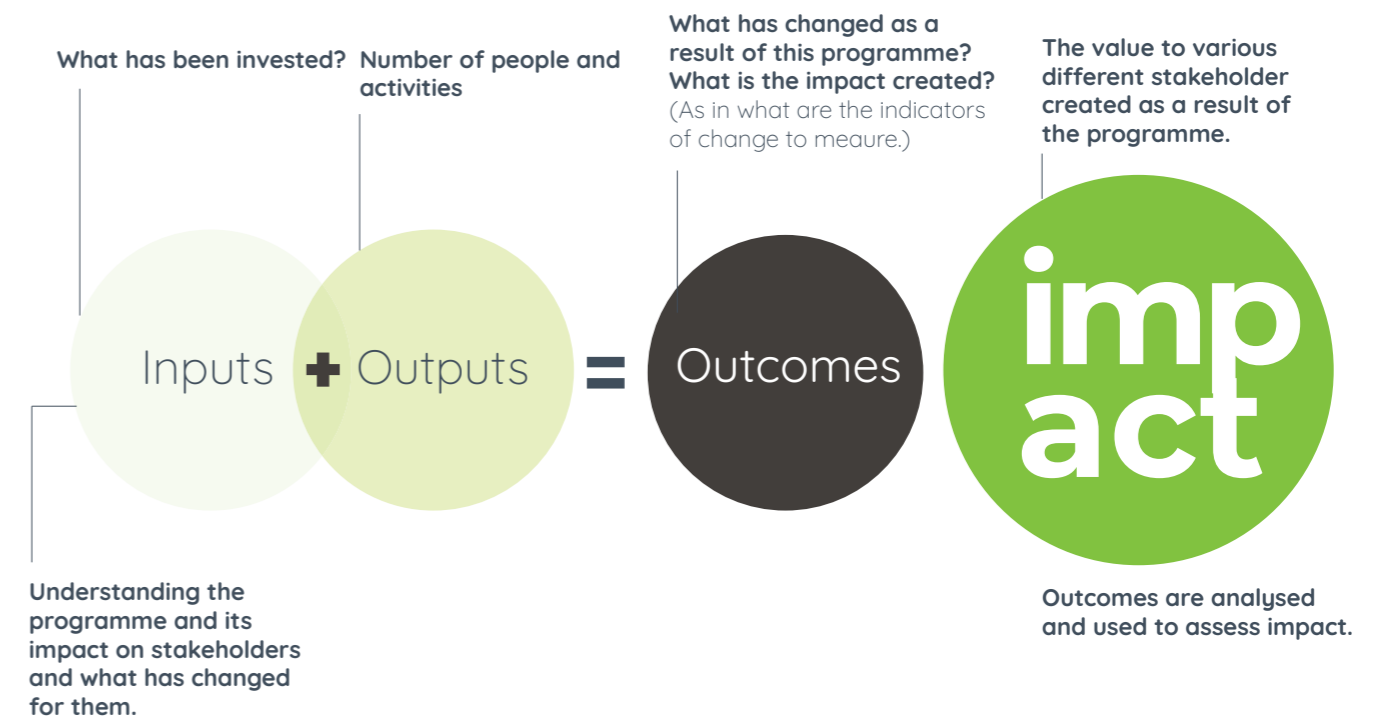 What has been invested?
Number of people and
activities
What has changed as a
result of this programme?
What is the impact created?
(As in what are the indicators
of change to meaure.)
The value to various
different stakeholder
created as a result of
the programme.
Inputs + Outputs = Outcomes
imp
act
Understanding the
programme and its
impact on stakeholders
and what has changed
for them.
Outcomes are analysed
and used to assess impact.